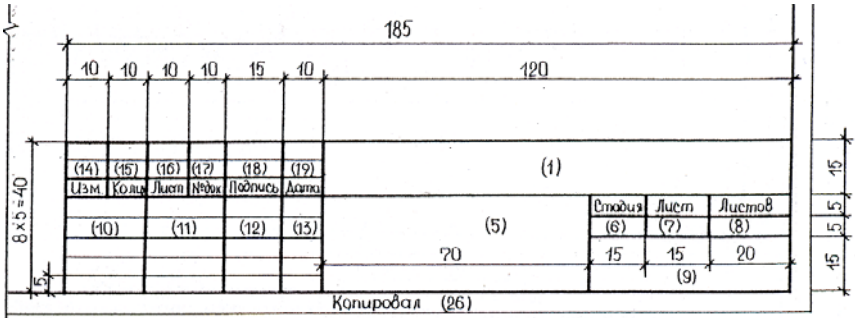 185
10 10 10 10 15 10 120
(14) (15) (16) (17) (18) (19) (1) 15
Изм. Кол.уч Лист №док Подпись Дата
8 x 5 = 40
Стадия Лист Листов 5
(10) (11) (12) (13) (5) (6) (7) (8) 5
70 15 15 20 15
5 (9)
Копировал (26)